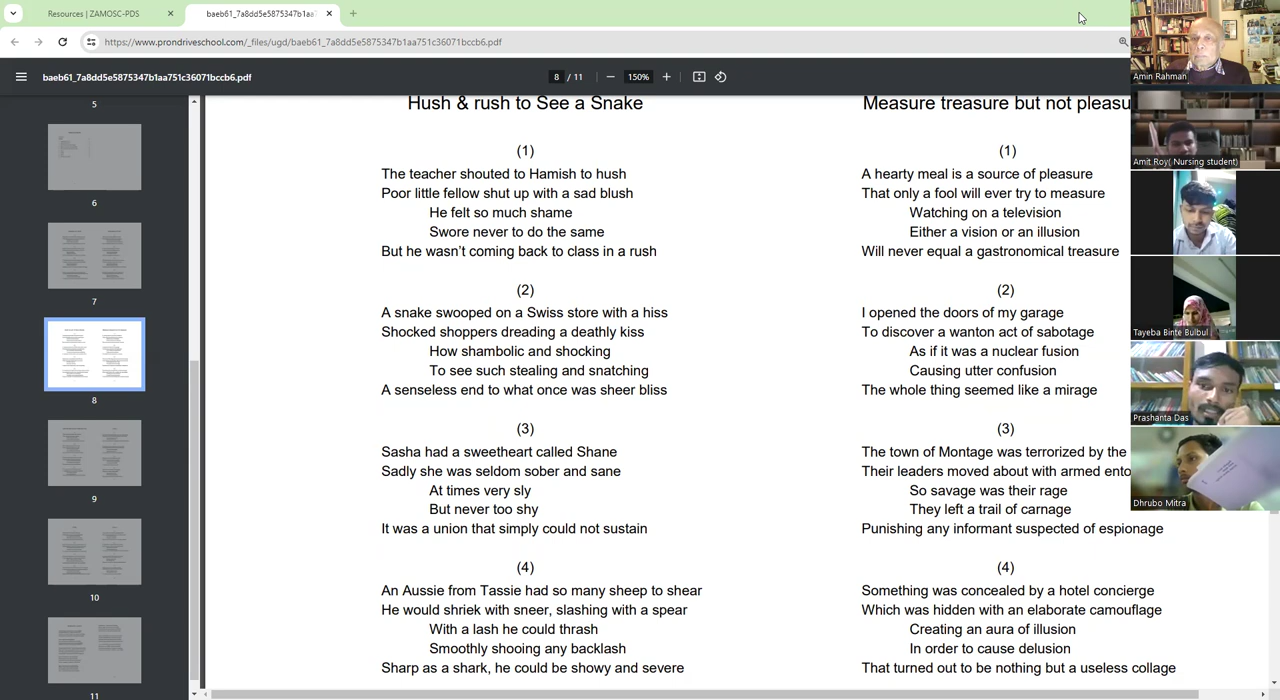 Resources | ZAMOSC-PDS
baeb61_7a8dd5e5875347b1aa7
https://www.prondriveschool.com/_files/ugd/baeb61_7a8dd5e5875347b1aa751c36071bccb6.pdf
baeb61_7a8dd5e5875347b1aa751c36071bccb6.pdf
8 / 11
150%
5
6
7
8
9
10
11
Hush & rush to See a Snake
(1)
The teacher shouted to Hamish to hush
Poor little fellow shut up with a sad blush
He felt so much shame
Swore never to do the same
But he wasn't coming back to class in a rush
(2)
A snake swooped on a Swiss store with a hiss
Shocked shoppers dreading a deathly kiss
How shambolic and shocking
To see such stealing and snatching
A senseless end to what once was sheer bliss
(3)
Sasha had a sweetheart called Shane
Sadly she was seldom sober and sane
At times very sly
But never too shy
It was a union that simply could not sustain
(4)
An Aussie from Tassie had so many sheep to shear
He would shriek with sneer, slashing with a spear
With a lash he could thrash
Smoothly shooing any backlash
Sharp as a shark, he could be showy and severe
Measure treasure but not pleasu
(1)
A hearty meal is a source of pleasure
That only a fool will ever try to measure
Watching on a television
Either a vision or an illusion
Will never equal a gastronomical treasure
(2)
I opened the doors of my garage
To discover a wanton act of sabotage
As if it was a nuclear fusion
Causing utter confusion
The whole thing seemed like a mirage
(3)
The town of Montage was terrorized by the
Their leaders moved about with armed ento
So savage was their rage
They left a trail of carnage
Punishing any informant suspected of espionage
(4)
Something was concealed by a hotel concierge
Which was hidden with an elaborate camouflage
Creating an aura of illusion
In order to cause delusion
That turned out to be nothing but a useless collage
Amin Rahman
Amit Roy( Nursing student)
Tayeba Binte Bulbul
Prashanta Das
Dhrubo Mitra